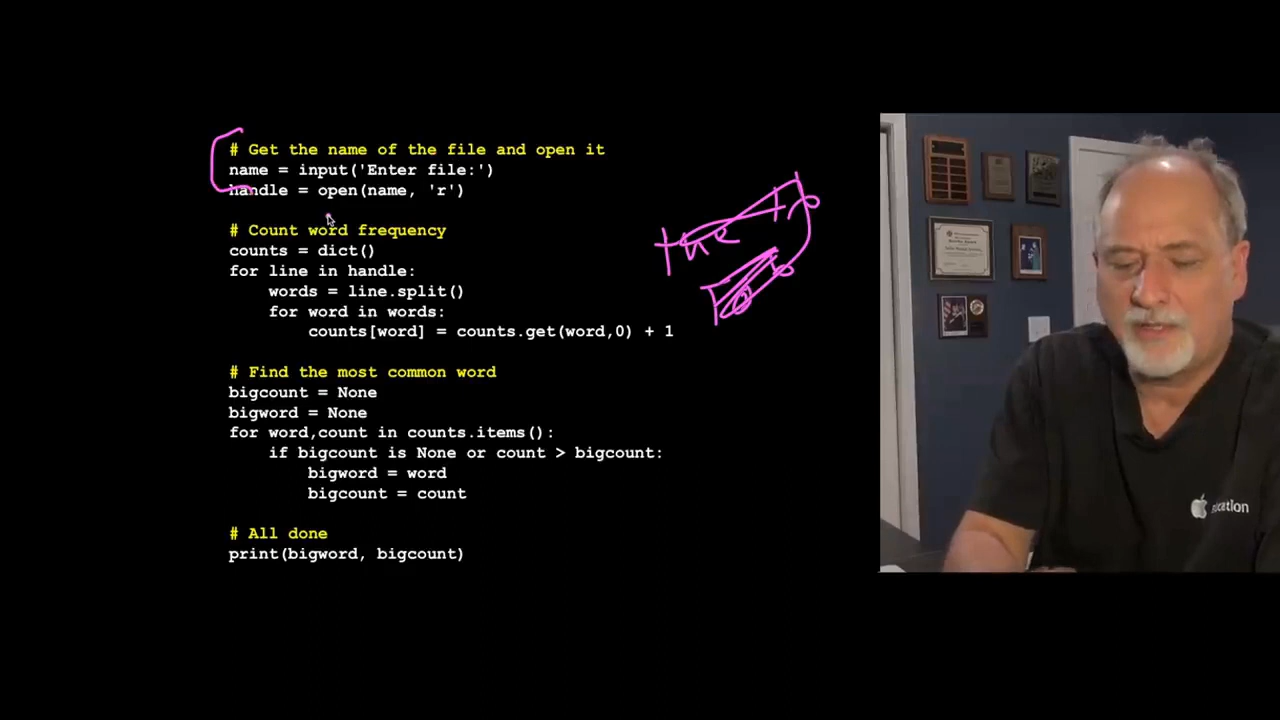 # Get the name of the file and open it
name = input('Enter file:')
handle = open(name, 'r')
# Count word frequency
counts = dict()
for line in handle:
words = line.split()
for word in words:
counts[word] = counts.get(word,0) + 1
# Find the most common word
bigcount = None
bigword = None
for word,count in counts.items():
if bigcount is None or count > bigcount:
bigword = word
bigcount = count
# All done
print(bigword, bigcount)
the